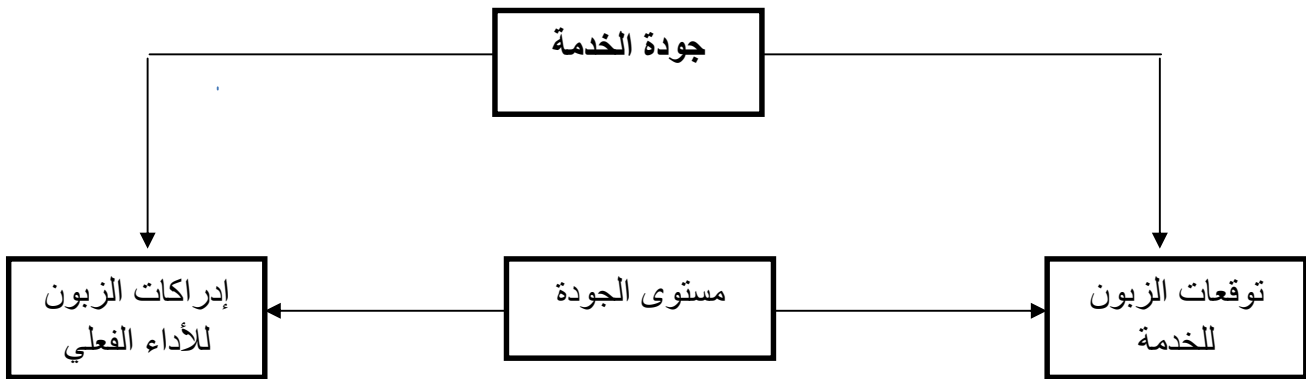 جودة الخدمة
توقعات الزبون
للخدمة
مستوى الجودة
إدراكات الزبون
للأداء الفعلي